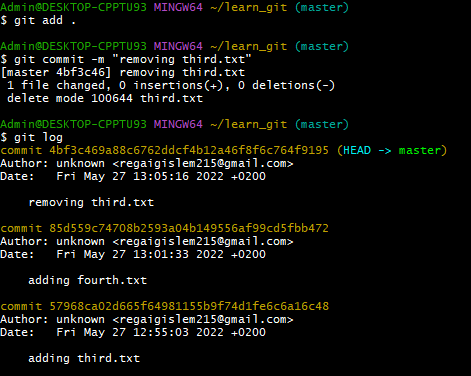 Admin@DESKTOP-CPPTU93 MINGW64 ~/learn_git (master)
$ git add .
Admin@DESKTOP-CPPTU93 MINGW64 ~/learn_git (master)
$ git commit -m "removing third.txt"
[master 4bf3c46] removing third.txt
 1 file changed, 0 insertions(+), 0 deletions(-)
 delete mode 100644 third.txt
Admin@DESKTOP-CPPTU93 MINGW64 ~/learn_git (master)
$ git log
commit 4bf3c469a88c6762ddcf4b12a46f8f6c764f9195 (HEAD -> master)
Author: unknown <regaigislem215@gmail.com>
Date:   Fri May 27 13:05:16 2022 +0200
    removing third.txt
commit 85d559c74708b2593a04b149556af99cd5fbb472
Author: unknown <regaigislem215@gmail.com>
Date:   Fri May 27 13:01:33 2022 +0200
    adding fourth.txt
commit 57968ca02d665f64981155b9f74d1fe6c6a16c48
Author: unknown <regaigislem215@gmail.com>
Date:   Fri May 27 12:55:03 2022 +0200
    adding third.txt